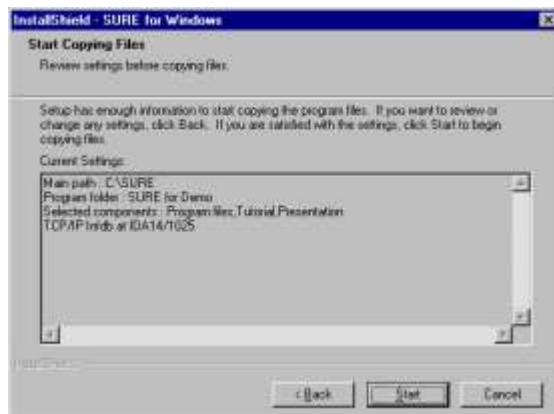 InstallShield - SURE for Windows
Start Copying Files
Review settings before copying files.
Setup has enough information to start copying the program files. If you want to review or
change any settings, click Back. If you are satisfied with the settings, click Start to begin
copying files.
Current Settings:
Main path : C:\SURE
Program folder : SURE for Demo
Selected components : Program files,Tutorial,Presentation
TCP/IP at IDA14/1025
< Back
Start
Cancel